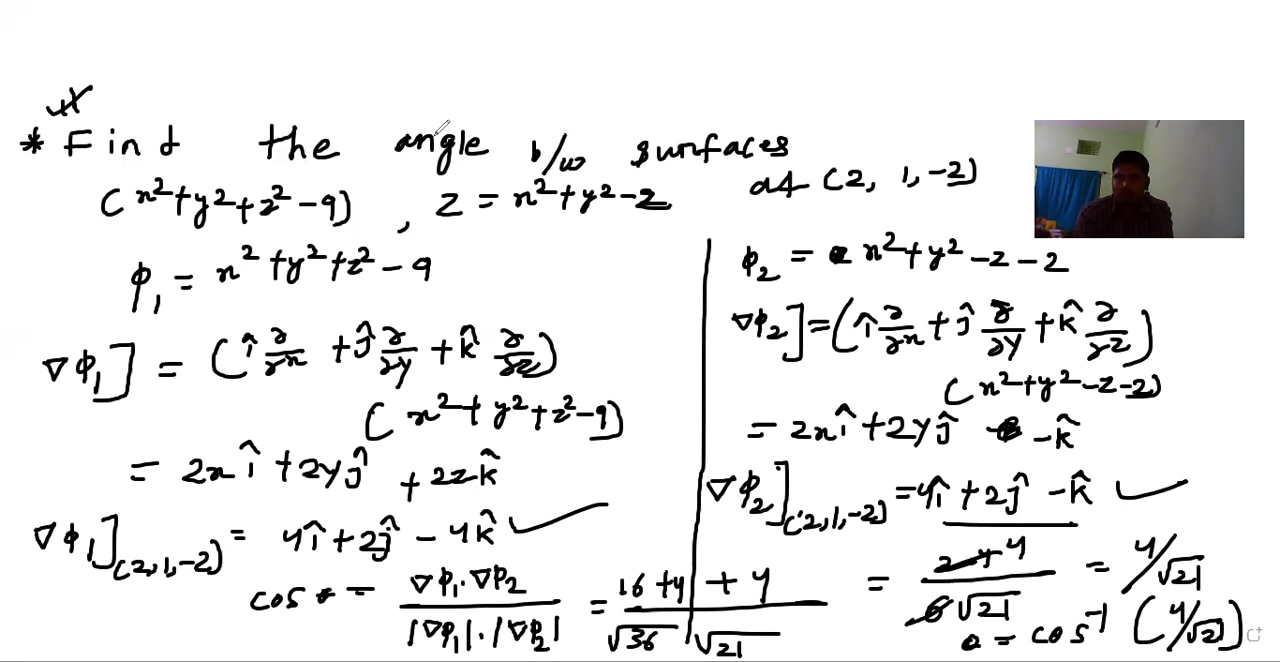 * Find the angle b/w surfaces
(x²+y²+z²-9), z = x²+y²-2 at (2, 1, -2)
ϕ₁ = x²+y²+z²-9
∇ϕ₁] = (î ∂/∂x + ĵ ∂/∂y + k̂ ∂/∂z)
(x²+y²+z²-9)
= 2xî + 2yĵ + 2zk̂
∇ϕ₁](2,1,-2) = 4î + 2ĵ - 4k̂
ϕ₂ = x²+y²-z-2
∇ϕ₂] = (î ∂/∂x + ĵ ∂/∂y + k̂ ∂/∂z)
(x²+y²-z-2)
= 2xî + 2yĵ - k̂
∇ϕ₂](2,1,-2) = 4î + 2ĵ - k̂
cos θ = ∇ϕ₁·∇ϕ₂ / |∇ϕ₁|·|∇ϕ₂| = 16+4+4 / √36 √21 = 24 4 / 6√21 = 4/√21
θ = cos⁻¹(4/√21)